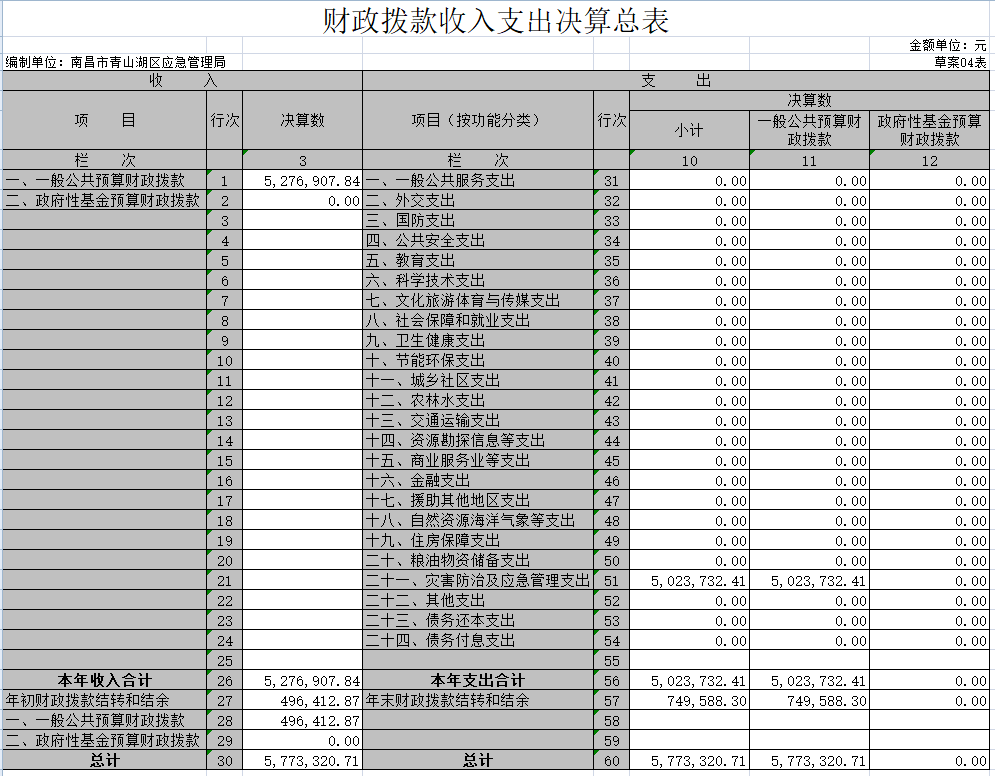 财政拨款收入支出决算总表
金额单位：元
编制单位：南昌市青山湖区应急管理局 草案04表
收 入 支 出
项 目 行次 决算数 项目（按功能分类） 行次 决算数
小计 一般公共预算财政拨款 政府性基金预算财政拨款
栏 次 3 栏 次 10 11 12
一、一般公共预算财政拨款 1 5,276,907.84 一、一般公共服务支出 31 0.00 0.00 0.00
二、政府性基金预算财政拨款 2 0.00 二、外交支出 32 0.00 0.00 0.00
3 三、国防支出 33 0.00 0.00 0.00
4 四、公共安全支出 34 0.00 0.00 0.00
5 五、教育支出 35 0.00 0.00 0.00
6 六、科学技术支出 36 0.00 0.00 0.00
7 七、文化旅游体育与传媒支出 37 0.00 0.00 0.00
8 八、社会保障和就业支出 38 0.00 0.00 0.00
9 九、卫生健康支出 39 0.00 0.00 0.00
10 十、节能环保支出 40 0.00 0.00 0.00
11 十一、城乡社区支出 41 0.00 0.00 0.00
12 十二、农林水支出 42 0.00 0.00 0.00
13 十三、交通运输支出 43 0.00 0.00 0.00
14 十四、资源勘探信息等支出 44 0.00 0.00 0.00
15 十五、商业服务业等支出 45 0.00 0.00 0.00
16 十六、金融支出 46 0.00 0.00 0.00
17 十七、援助其他地区支出 47 0.00 0.00 0.00
18 十八、自然资源海洋气象等支出 48 0.00 0.00 0.00
19 十九、住房保障支出 49 0.00 0.00 0.00
20 二十、粮油物资储备支出 50 0.00 0.00 0.00
21 二十一、灾害防治及应急管理支出 51 5,023,732.41 5,023,732.41 0.00
22 二十二、其他支出 52 0.00 0.00 0.00
23 二十三、债务还本支出 53 0.00 0.00 0.00
24 二十四、债务付息支出 54 0.00 0.00 0.00
25 55
本年收入合计 26 5,276,907.84 本年支出合计 56 5,023,732.41 5,023,732.41 0.00
年初财政拨款结转和结余 27 496,412.87 年末财政拨款结转和结余 57 749,588.30 749,588.30 0.00
一、一般公共预算财政拨款 28 496,412.87 58
二、政府性基金预算财政拨款 29 0.00 59
总计 30 5,773,320.71 总计 60 5,773,320.71 5,773,320.71 0.00